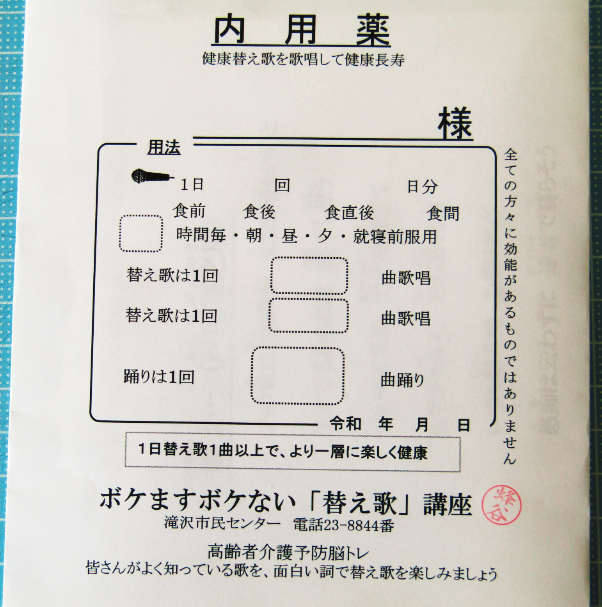 内用薬
健康替え歌を歌唱して健康長寿
様
用法
1日 回 日分
食前 食後 食直後 食間
時間毎・朝・昼・夕・就寝前服用
替え歌は1回 曲歌唱
替え歌は1回 曲歌唱
踊りは1回 曲踊り
令和 年 月 日
全ての方々に効能があるものではありません
1日替え歌1曲以上で、より一層に楽しく健康
ボケますボケない「替え歌」講座
蜂谷
滝沢市民センター 電話23-8844番
高齢者介護予防脳トレ
皆さんがよく知っている歌を、面白い詞で替え歌を楽しみましょう